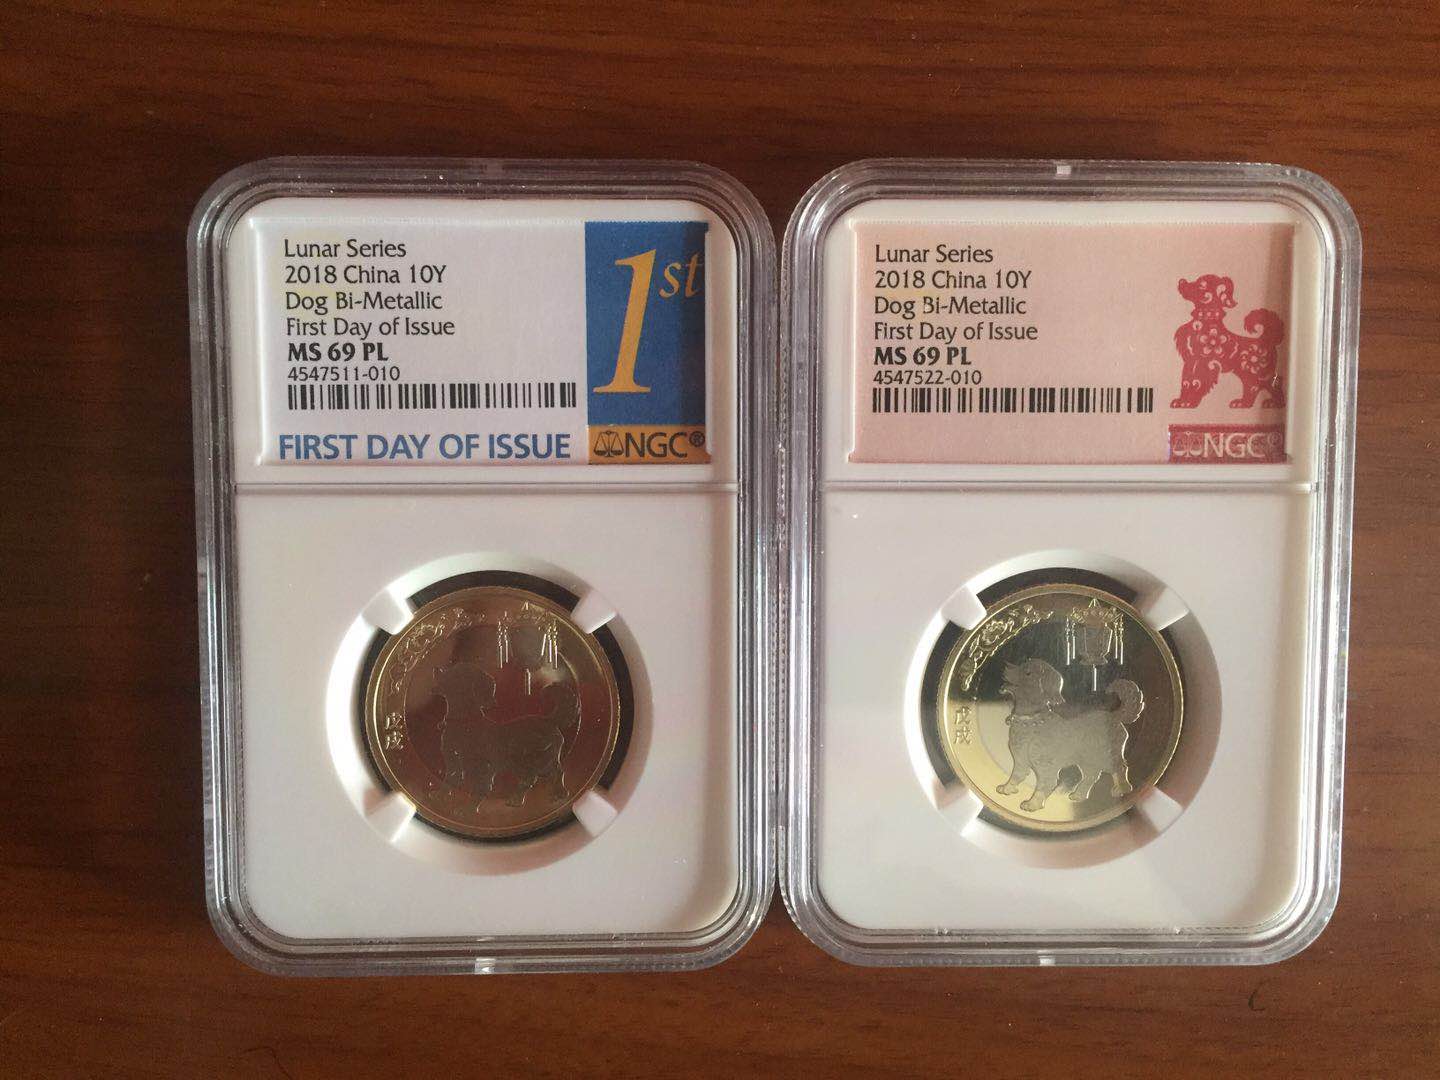 Lunar Series
2018 China 10Y
Dog Bi-Metallic
First Day of Issue
MS 69 PL
4547511-010
FIRST DAY OF ISSUE
1st
NGC®
Lunar Series
2018 China 10Y
Dog Bi-Metallic
First Day of Issue
MS 69 PL
4547522-010
NGC®
戊戌
戊戌